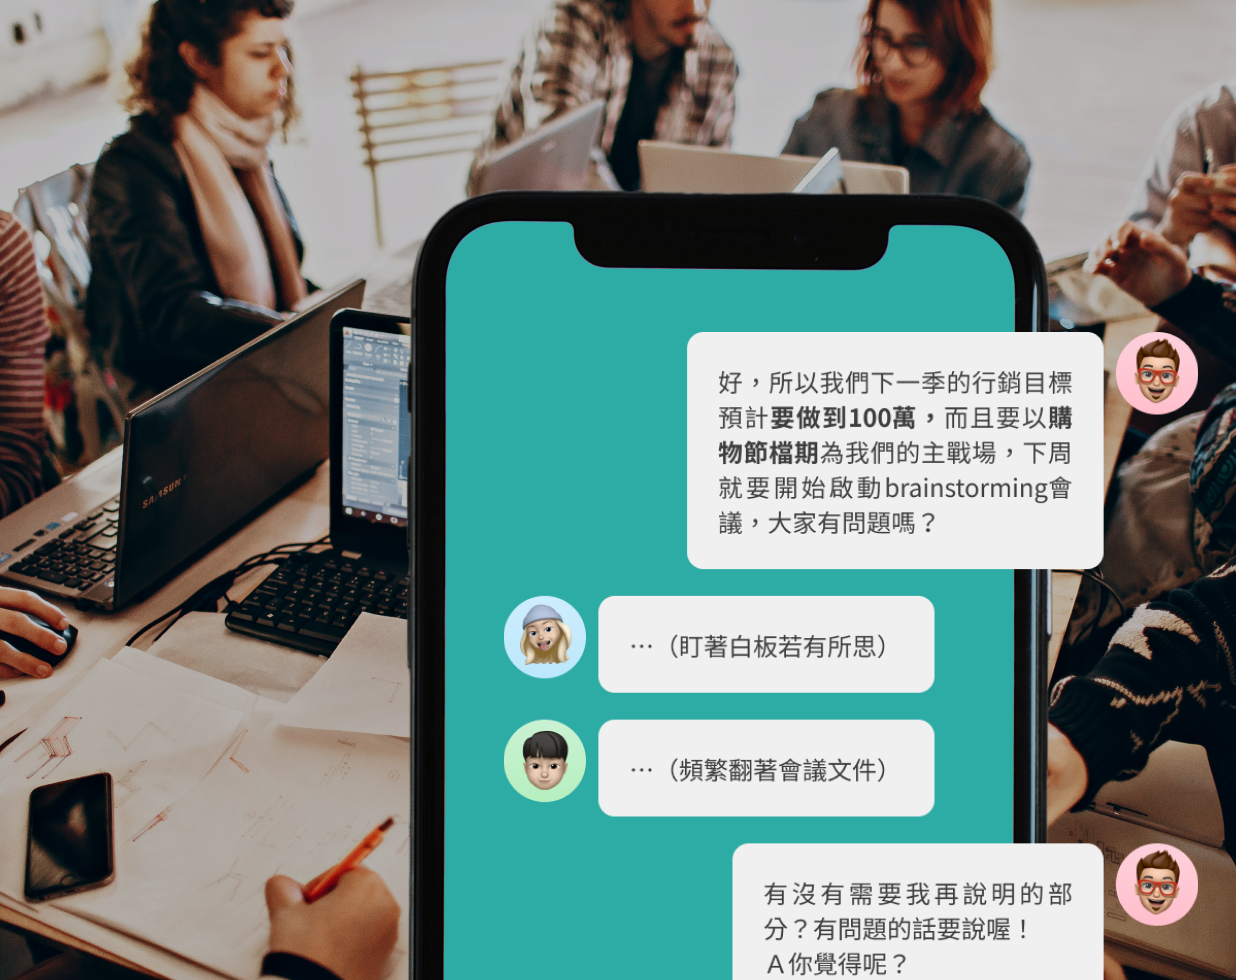 SAMSUNG
好，所以我們下一季的行銷目標
預計要做到100萬，而且要以購
物節檔期為我們的主戰場，下周
就要開始啟動brainstorming會
議，大家有問題嗎？
…（盯著白板若有所思）
…（頻繁翻著會議文件）
有沒有需要我再說明的部
分？有問題的話要說喔！
Ａ你覺得呢？